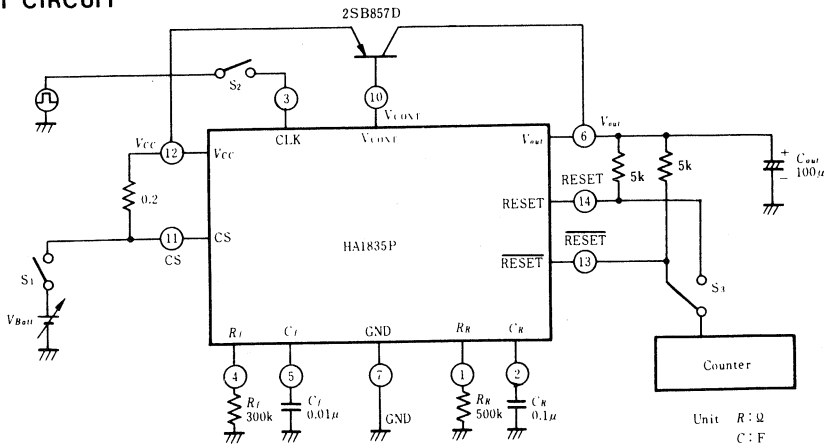 CIRCUIT
2SB857D
S₂
3
10
VCONT
CLK
VCONT
Vout
6
Vout
VCC
12
VCC
0.2
11
CS
CS
S₁
VBatt
HA1835P
RESET
RESET
14
RESET
RESET
13
5k
5k
+
Cout
−
100μ
S₃
Counter
Rf
Cf
GND
RR
CR
4
5
7
1
2
Rf
300k
Cf
0.01μ
GND
RR
500k
CR
0.1μ
Unit R:Ω
C:F